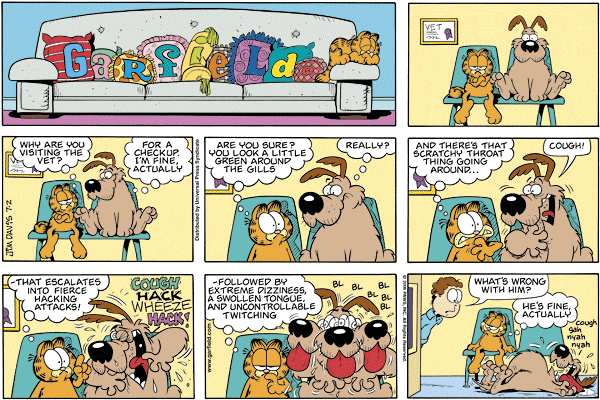 GaRfieLd
VET
WHY ARE YOU
VISITING THE
VET?
FOR A
CHECKUP.
I'M FINE,
ACTUALLY
JIM DAVIS 7-2
Distributed by Universal Press Syndicate
ARE YOU SURE?
YOU LOOK A LITTLE
GREEN AROUND
THE GILLS
REALLY?
AND THERE'S THAT
SCRATCHY THROAT
THING GOING
AROUND...
COUGH!
-THAT ESCALATES
INTO FIERCE
HACKING
ATTACKS!
COUGH
HACK
WHEEZE
HACK!
www.garfield.com
-FOLLOWED BY
EXTREME DIZZINESS,
A SWOLLEN TONGUE,
AND UNCONTROLLABLE
TWITCHING
BL
BL
BL
BL
BL
BL
WHAT'S WRONG
WITH HIM?
HE'S FINE,
ACTUALLY
cough
gah
nyah
nyah